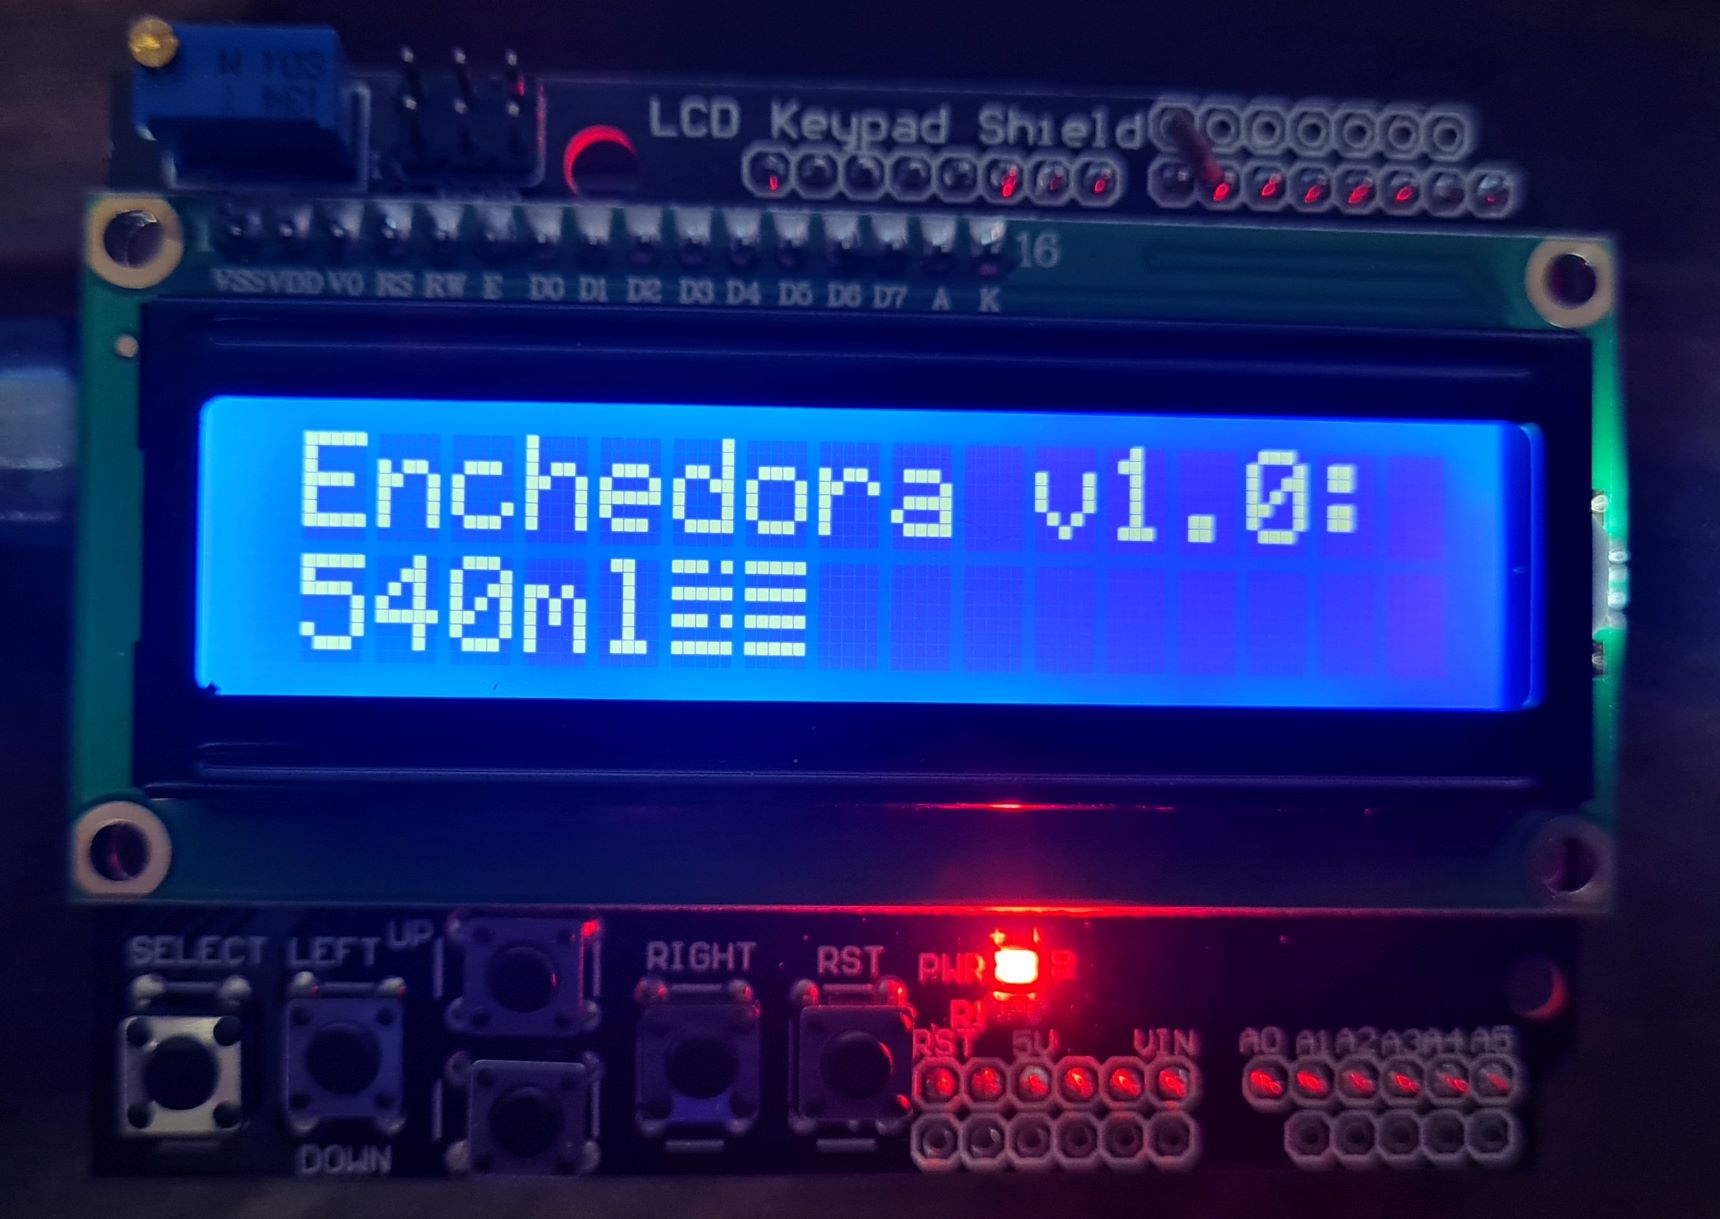 W 103
LCD Keypad Shield
1
16
VSS VDD V0 RS RW E D0 D1 D2 D3 D4 D5 D6 D7 A K
Enchedora v1.0:
540ml
SELECT LEFT UP RIGHT RST PWR
RST 5V VIN A0 A1 A2 A3 A4 A5
DOWN